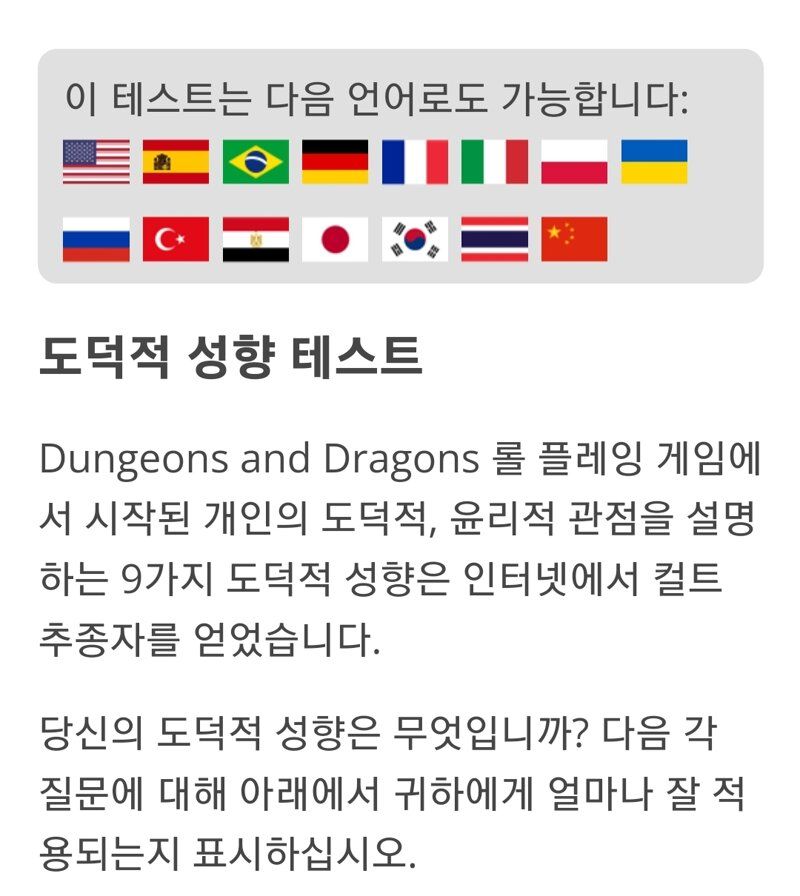 이 테스트는 다음 언어로도 가능합니다:
도덕적 성향 테스트
Dungeons and Dragons 롤 플레잉 게임에
서 시작된 개인의 도덕적, 윤리적 관점을 설명
하는 9가지 도덕적 성향은 인터넷에서 컬트
추종자를 얻었습니다.
당신의 도덕적 성향은 무엇입니까? 다음 각
질문에 대해 아래에서 귀하에게 얼마나 잘 적
용되는지 표시하십시오.